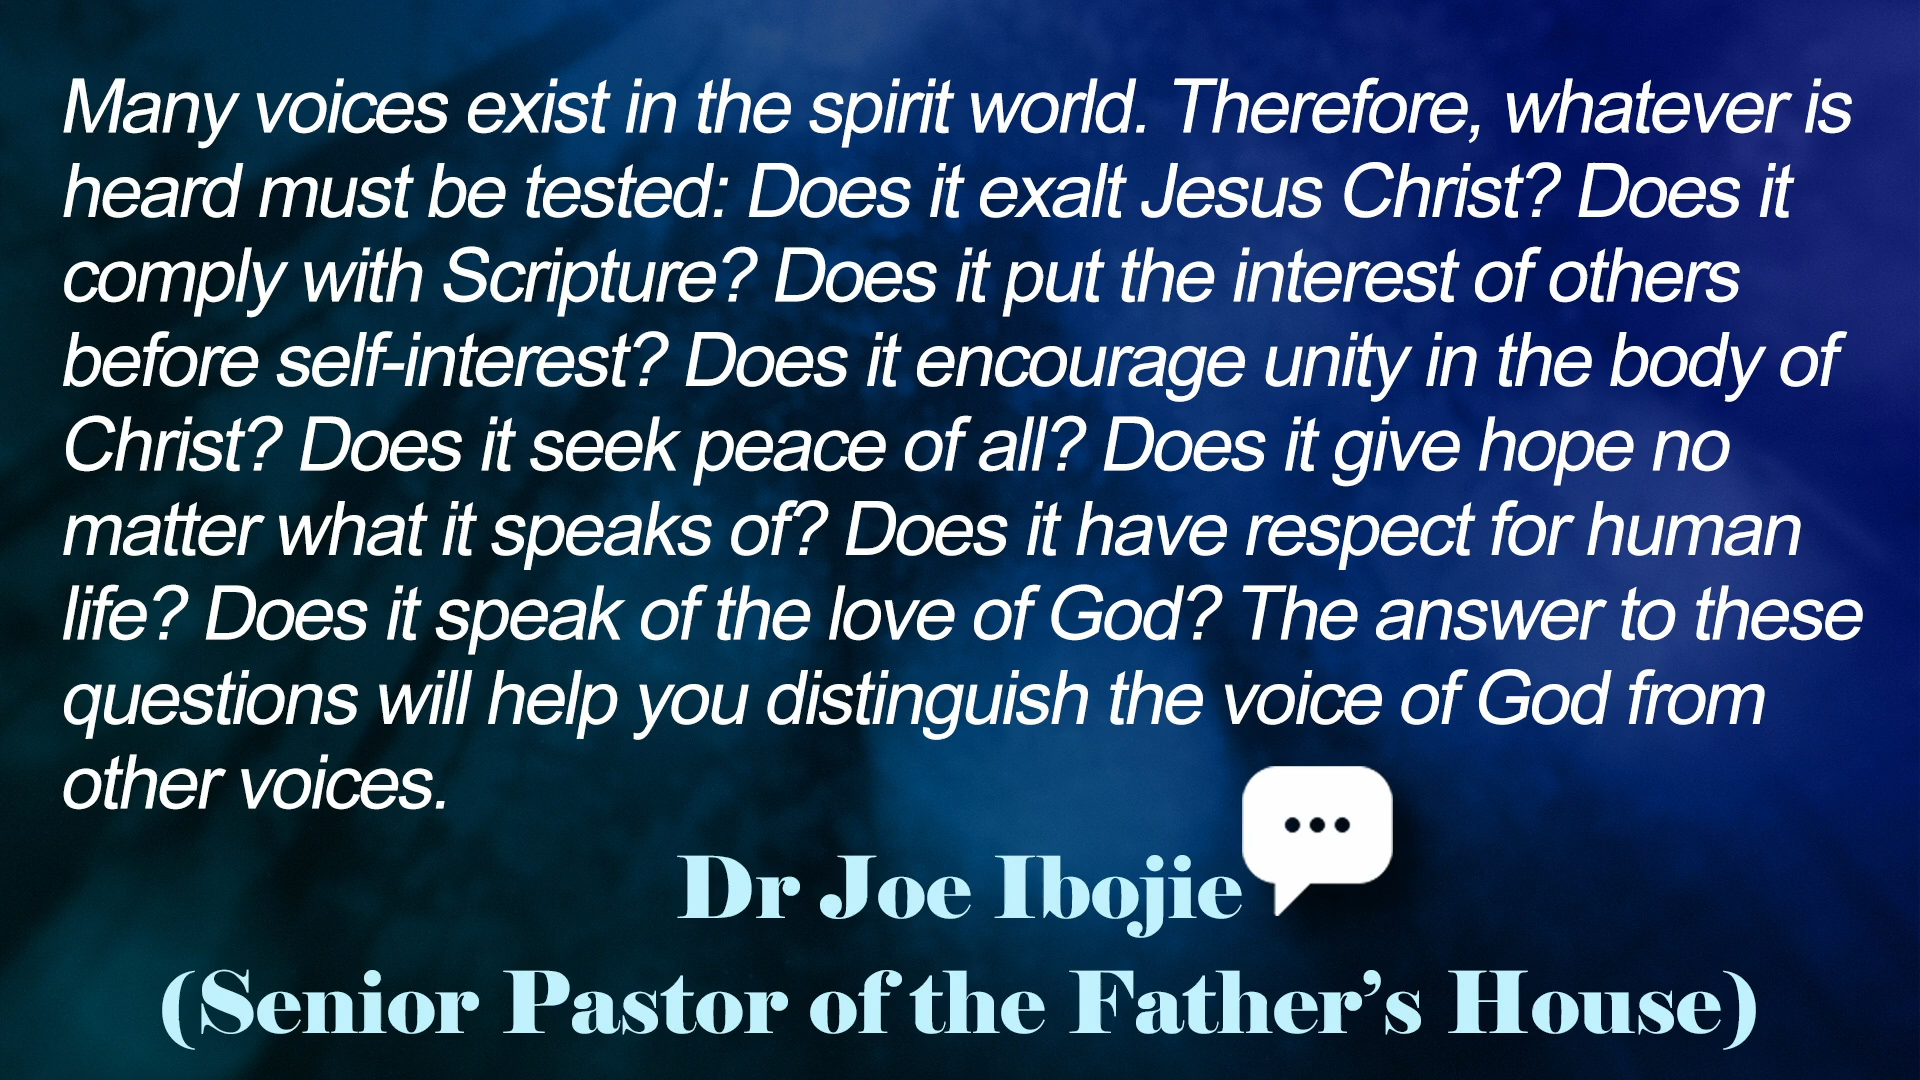 Many voices exist in the spirit world. Therefore, whatever is
heard must be tested: Does it exalt Jesus Christ? Does it
comply with Scripture? Does it put the interest of others
before self-interest? Does it encourage unity in the body of
Christ? Does it seek peace of all? Does it give hope no
matter what it speaks of? Does it have respect for human
life? Does it speak of the love of God? The answer to these
questions will help you distinguish the voice of God from
other voices.
Dr Joe Ibojie
(Senior Pastor of the Father’s House)